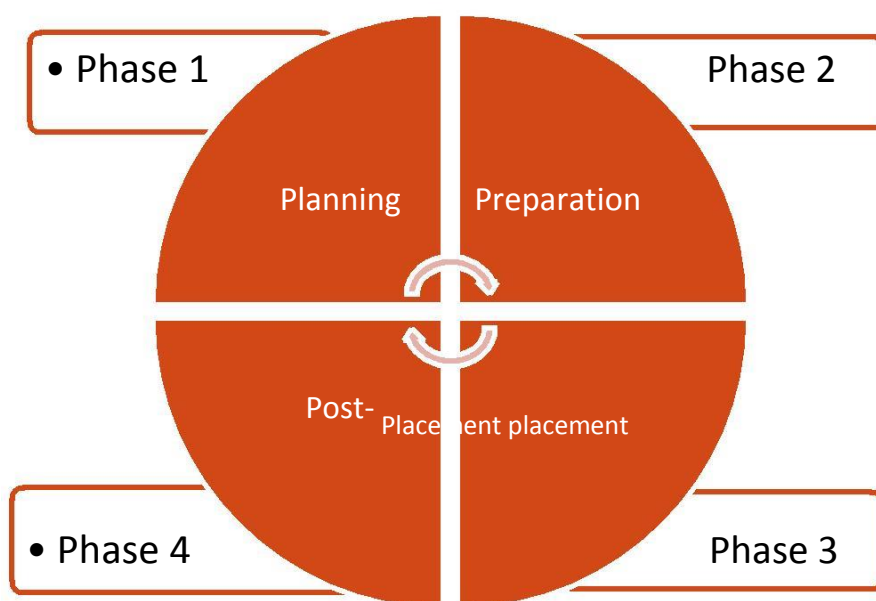 • Phase 1
Phase 2
Planning
Preparation
Post-
Placement placement
• Phase 4
Phase 3